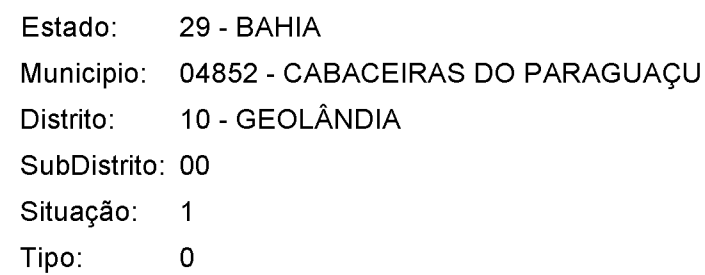 Estado: 29 - BAHIA
Municipio: 04852 - CABACEIRAS DO PARAGUAÇU
Distrito: 10 - GEOLÂNDIA
SubDistrito: 00
Situação: 1
Tipo: 0